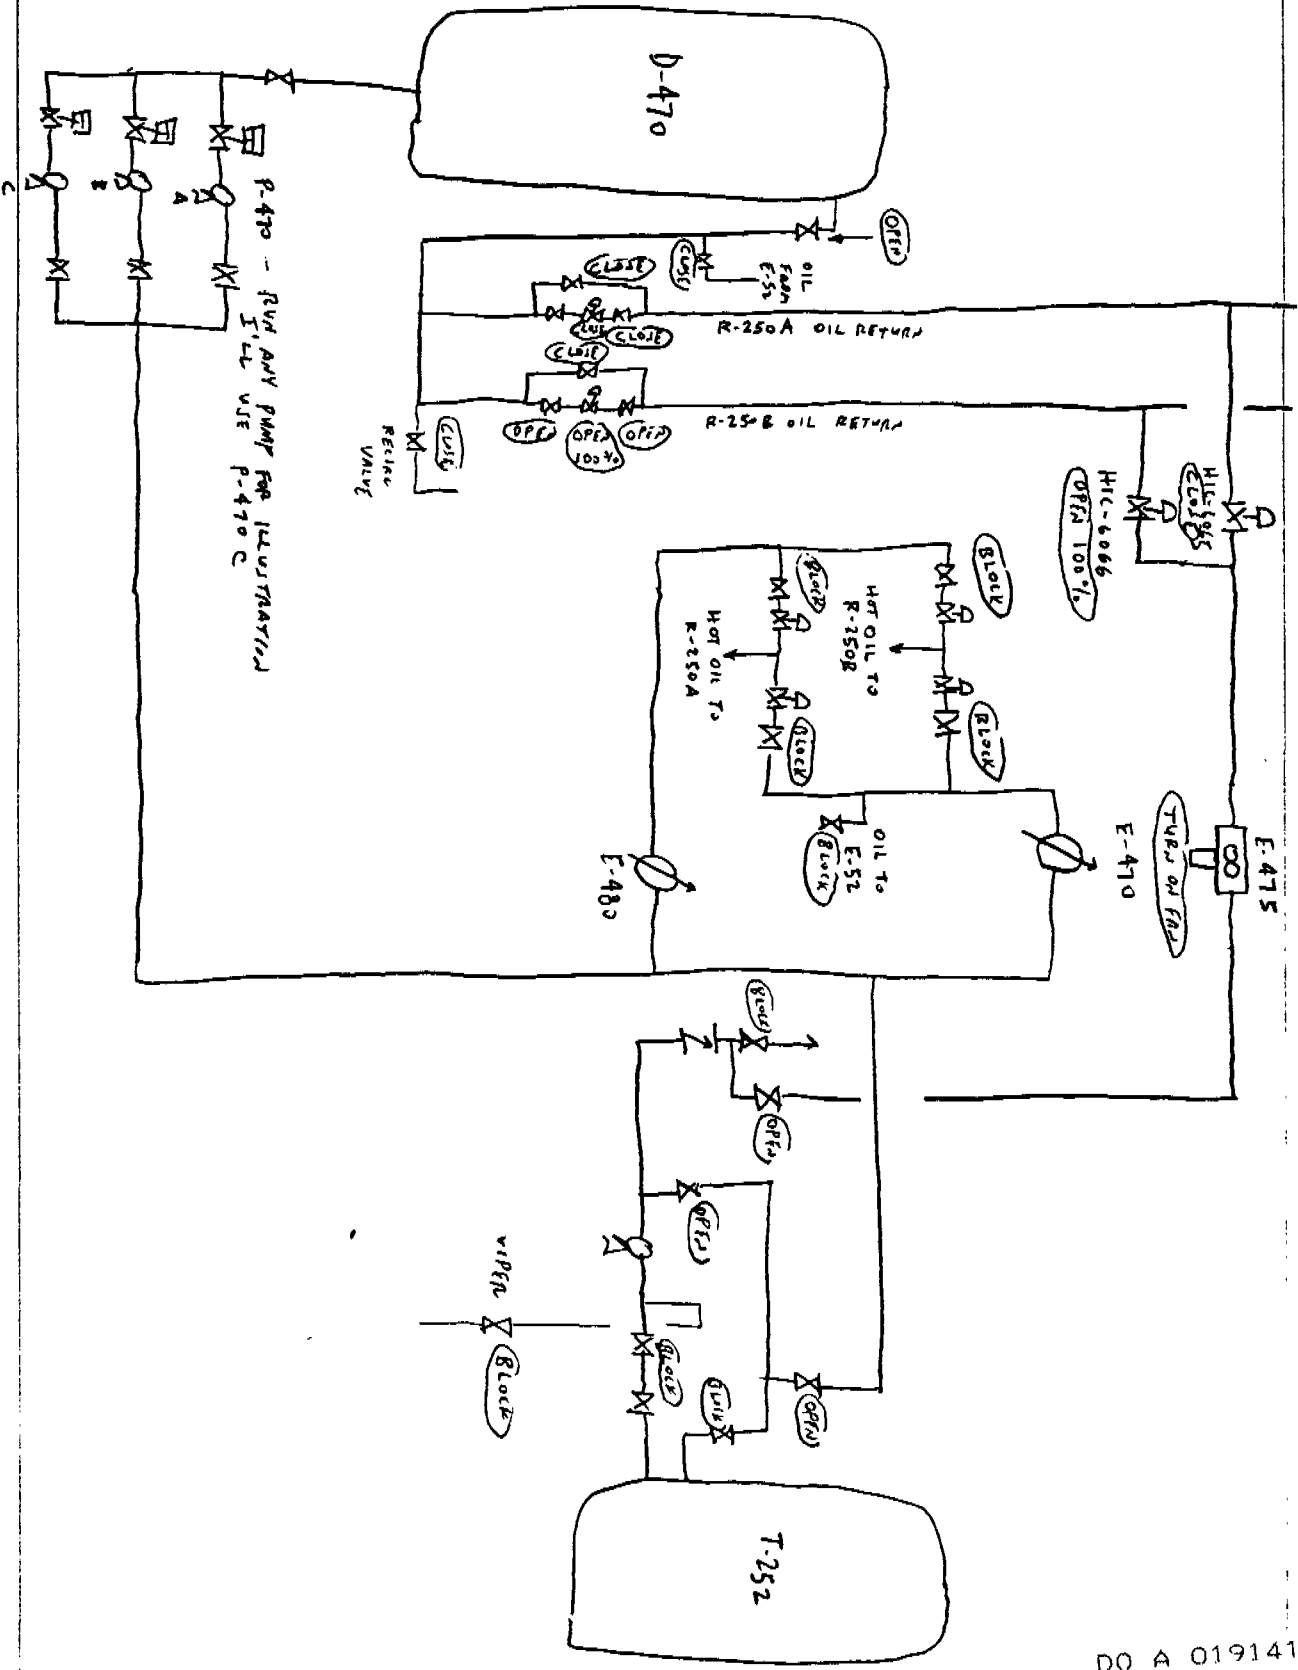 D-470
OPEN
CLOSE
OIL
FROM
E-52
CLOSE
CLOSE
CLOSE
R-250A OIL RETURN
CLOSE
OPEN
OPEN
100%
OPEN
R-250B OIL RETURN
CLOSE
RECIRC
VALVE
A
B
C
P-470 - RUN ANY PUMP FOR ILLUSTRATION
I'LL USE P-470 C
HIC-6065
CLOSED
HIC-6066
OPEN 100%
BLOCK
BLOCK
HOT OIL TO
R-250B
HOT OIL TO
R-250A
BLOCK
BLOCK
OIL TO
E-52
BLOCK
E-475
TURN ON FAN
E-470
E-480
BLOCK
OPEN
OPEN
WIPER
BLOCK
BLOCK
BLOCK
OPEN
T-252
DO A 019141